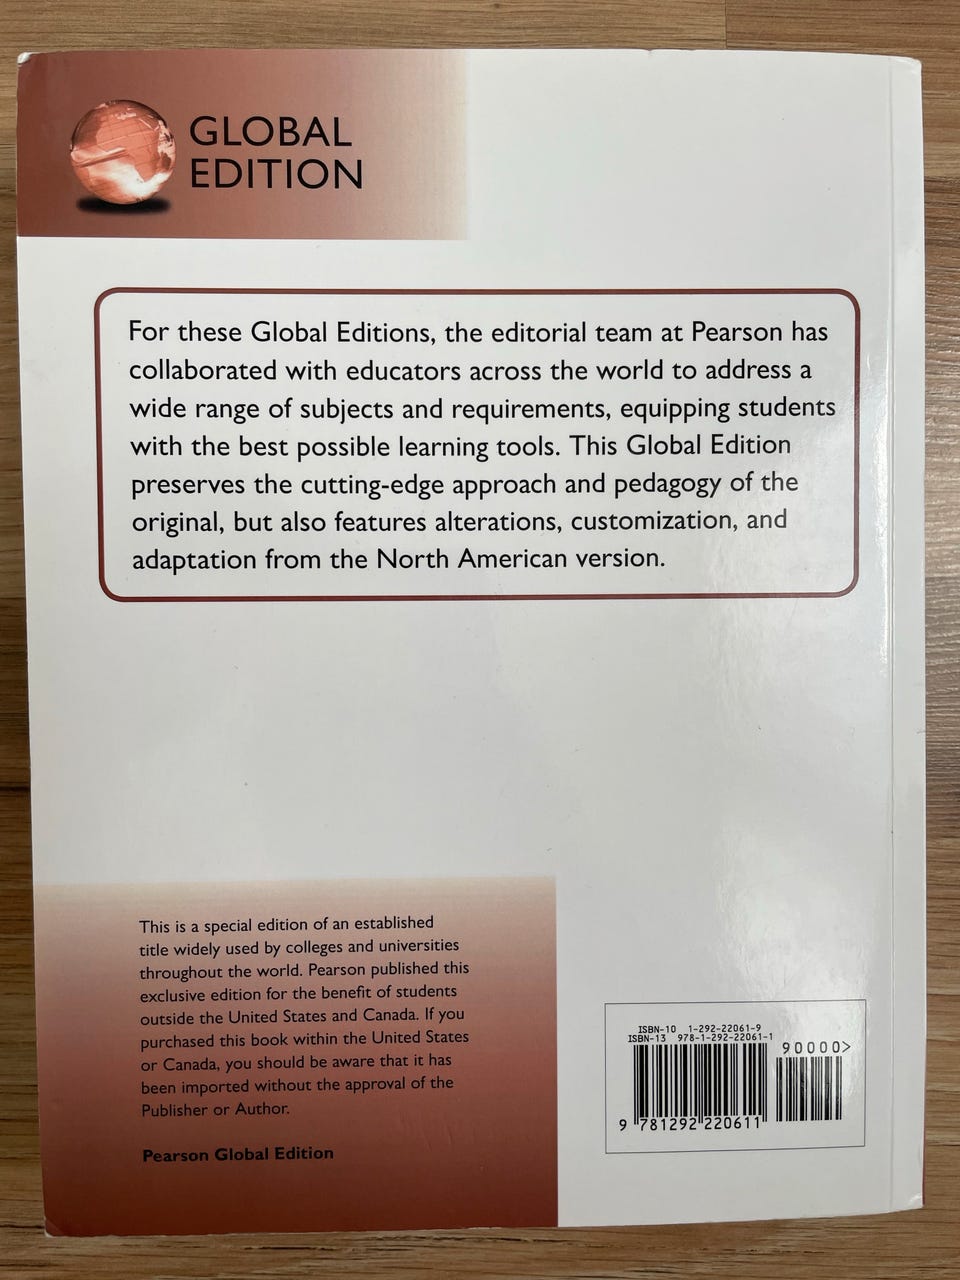 GLOBAL
EDITION
For these Global Editions, the editorial team at Pearson has
collaborated with educators across the world to address a
wide range of subjects and requirements, equipping students
with the best possible learning tools. This Global Edition
preserves the cutting-edge approach and pedagogy of the
original, but also features alterations, customization, and
adaptation from the North American version.
This is a special edition of an established
title widely used by colleges and universities
throughout the world. Pearson published this
exclusive edition for the benefit of students
outside the United States and Canada. If you
purchased this book within the United States
or Canada, you should be aware that it has
been imported without the approval of the
Publisher or Author.
Pearson Global Edition
ISBN-10 1-292-22061-9
ISBN-13 978-1-292-22061-1
90000>
9 781292 220611